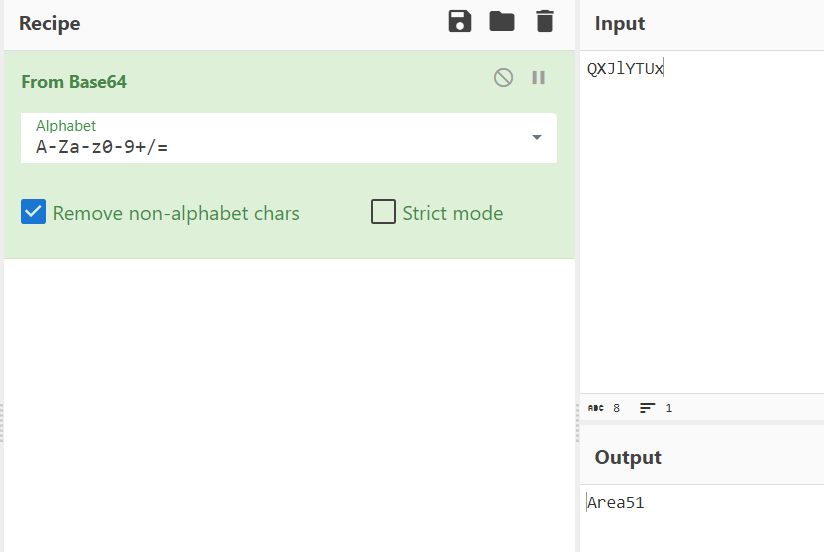 Recipe
From Base64
Alphabet
A-Za-z0-9+/=
Remove non-alphabet chars
Strict mode
Input
QXJlYTUx
ABC 8 1
Output
Area51